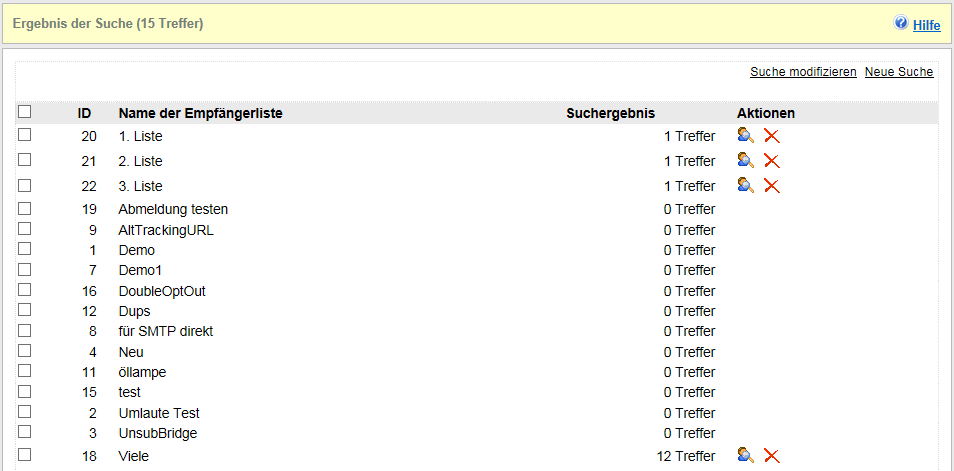 Ergebnis der Suche (15 Treffer) Hilfe
Suche modifizieren Neue Suche
ID Name der Empfängerliste Suchergebnis Aktionen
20 1. Liste 1 Treffer
21 2. Liste 1 Treffer
22 3. Liste 1 Treffer
19 Abmeldung testen 0 Treffer
9 AltTrackingURL 0 Treffer
1 Demo 0 Treffer
7 Demo1 0 Treffer
16 DoubleOptOut 0 Treffer
12 Dups 0 Treffer
8 für SMTP direkt 0 Treffer
4 Neu 0 Treffer
11 öllampe 0 Treffer
15 test 0 Treffer
2 Umlaute Test 0 Treffer
3 UnsubBridge 0 Treffer
18 Viele 12 Treffer